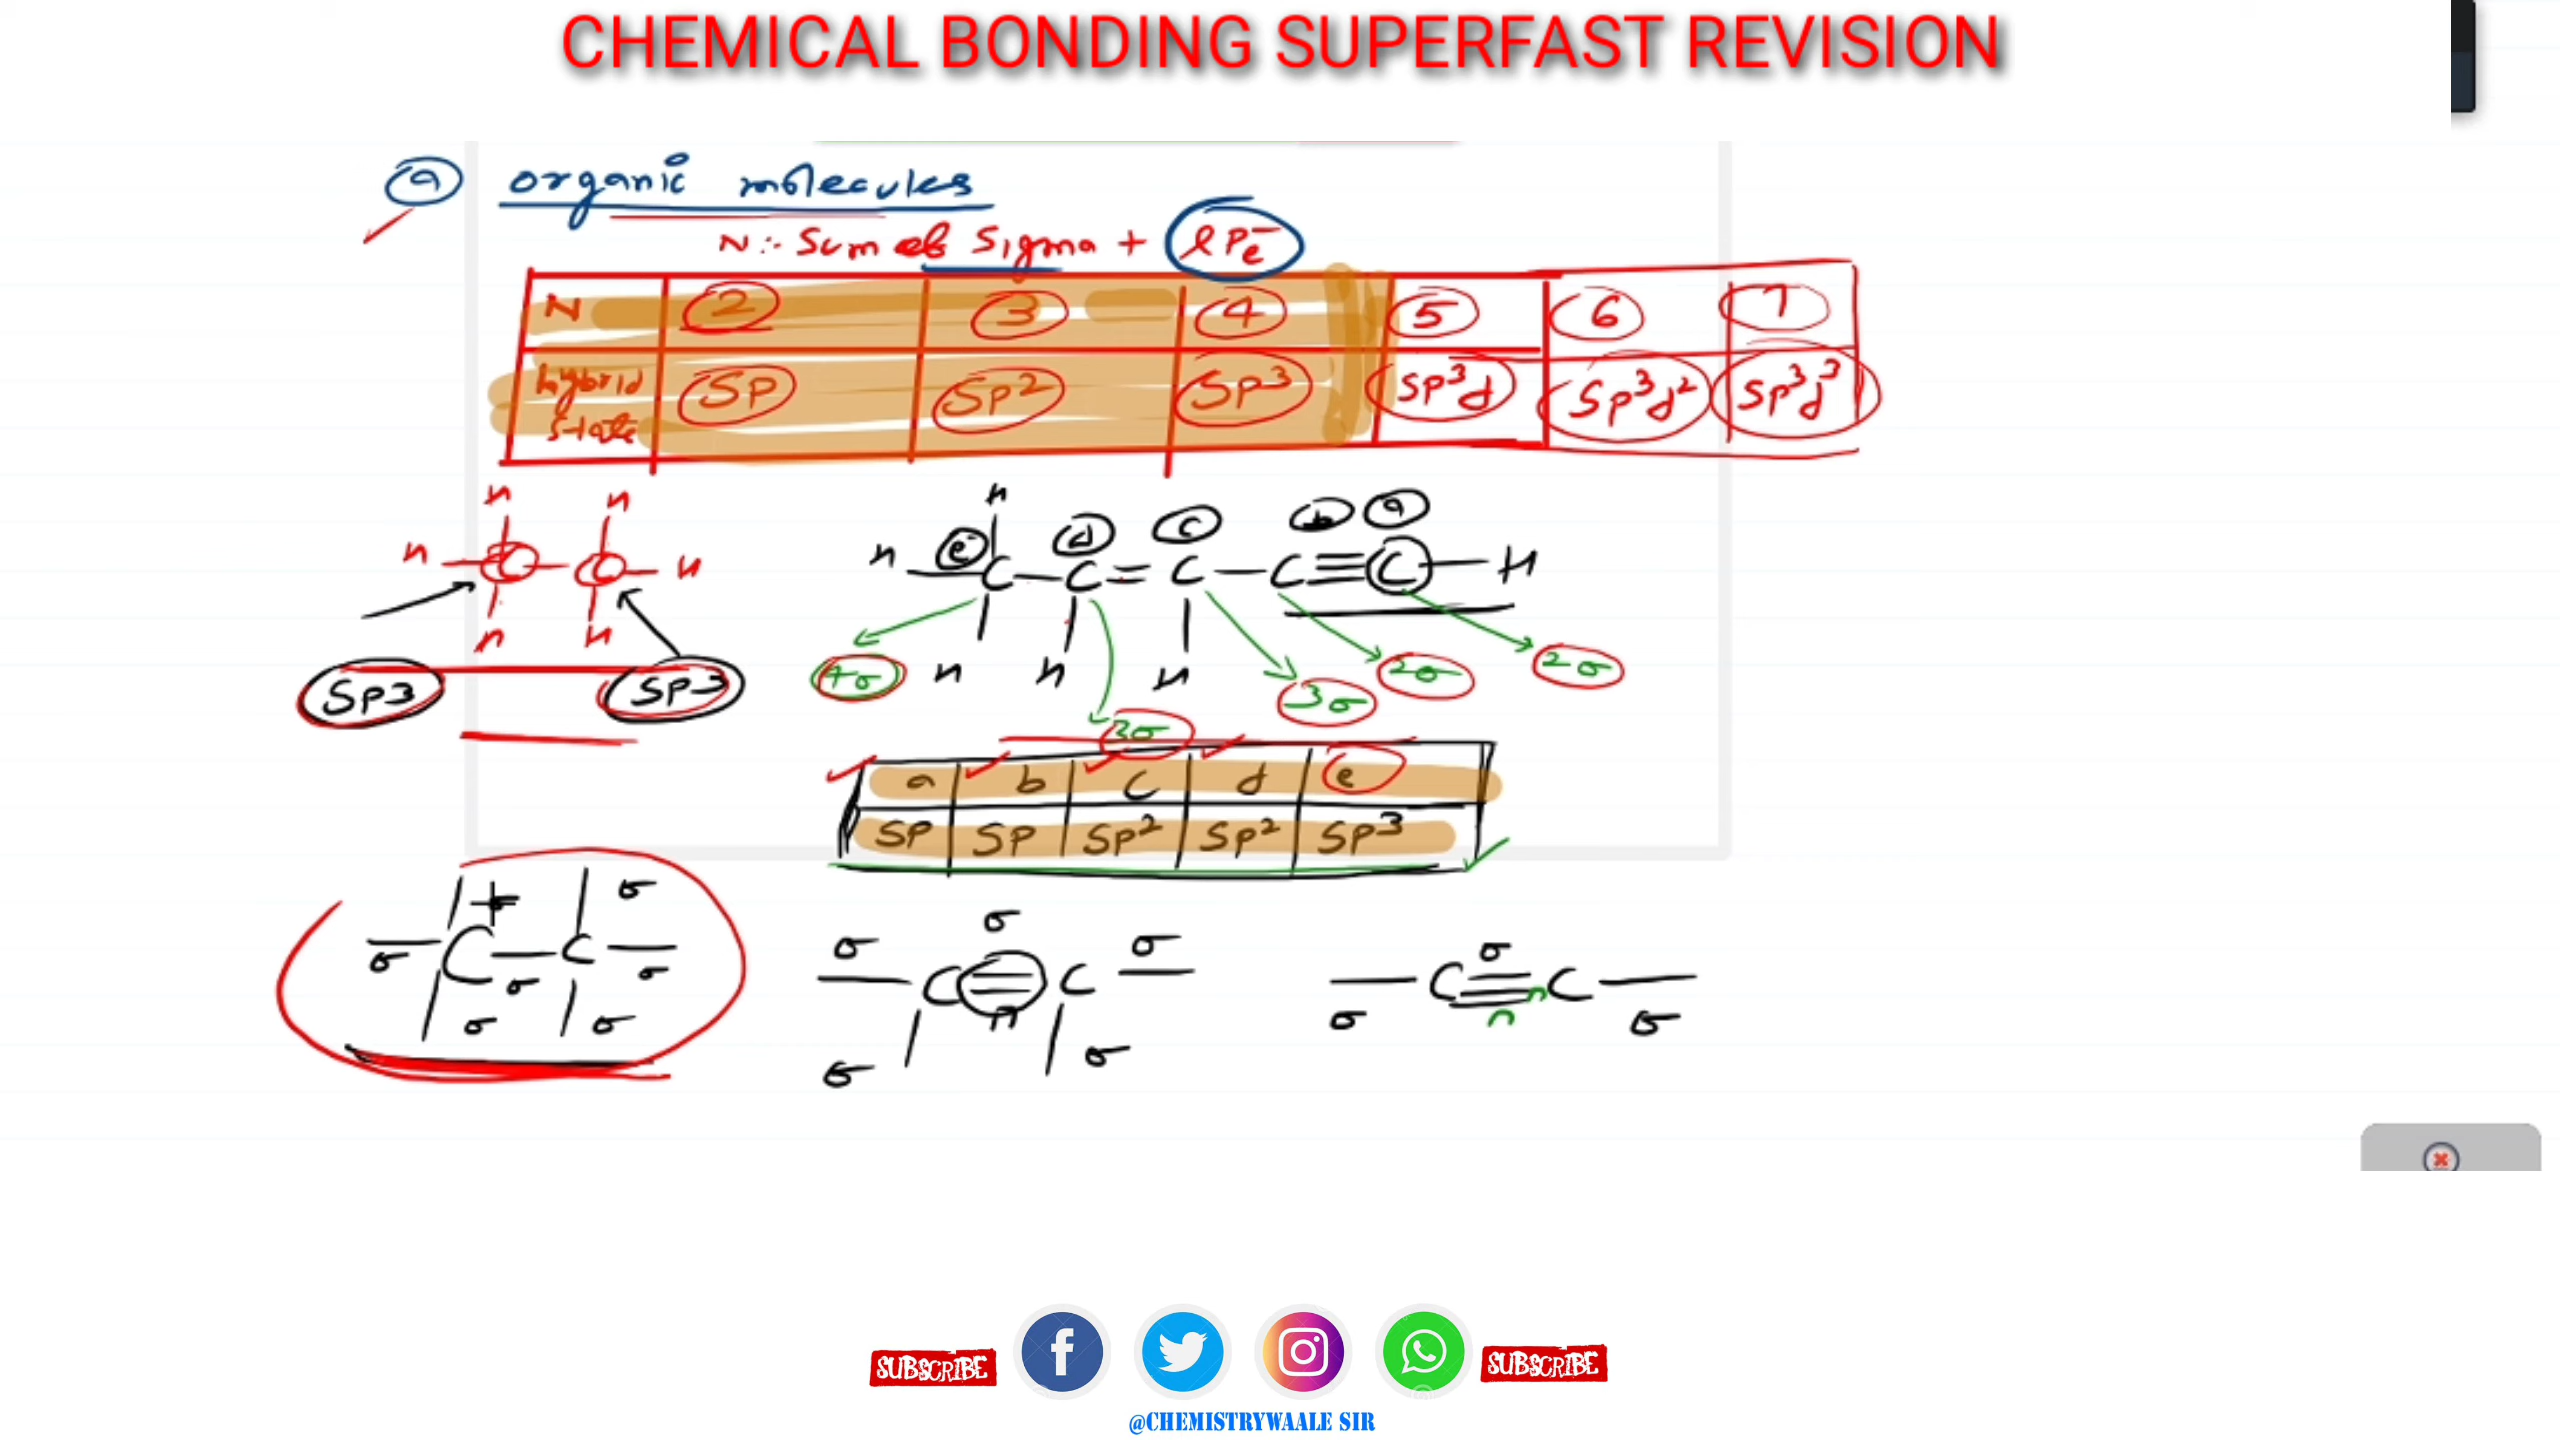 CHEMICAL BONDING SUPERFAST REVISION
a organic molecules
N :- Sum of Sigma + lPe-
N 2 3 4 5 6 7
hybrid state SP SP² SP³ SP³d SP³d² SP³d³
H H H
e d c b a
H C C H
H C - C = C - C ≡ C - H
H H
H H H
SP3 SP3
4σ 3σ 3σ 2σ 2σ
a b c d e
SP SP SP² SP² SP³
σ σ σ σ
σ C - C σ
σ
σ σ
σ C = C σ
π
σ σ
σ
C ≡ C
σ π π σ
SUBSCRIBE f SUBSCRIBE
@CHEMISTRYWAALE SIR